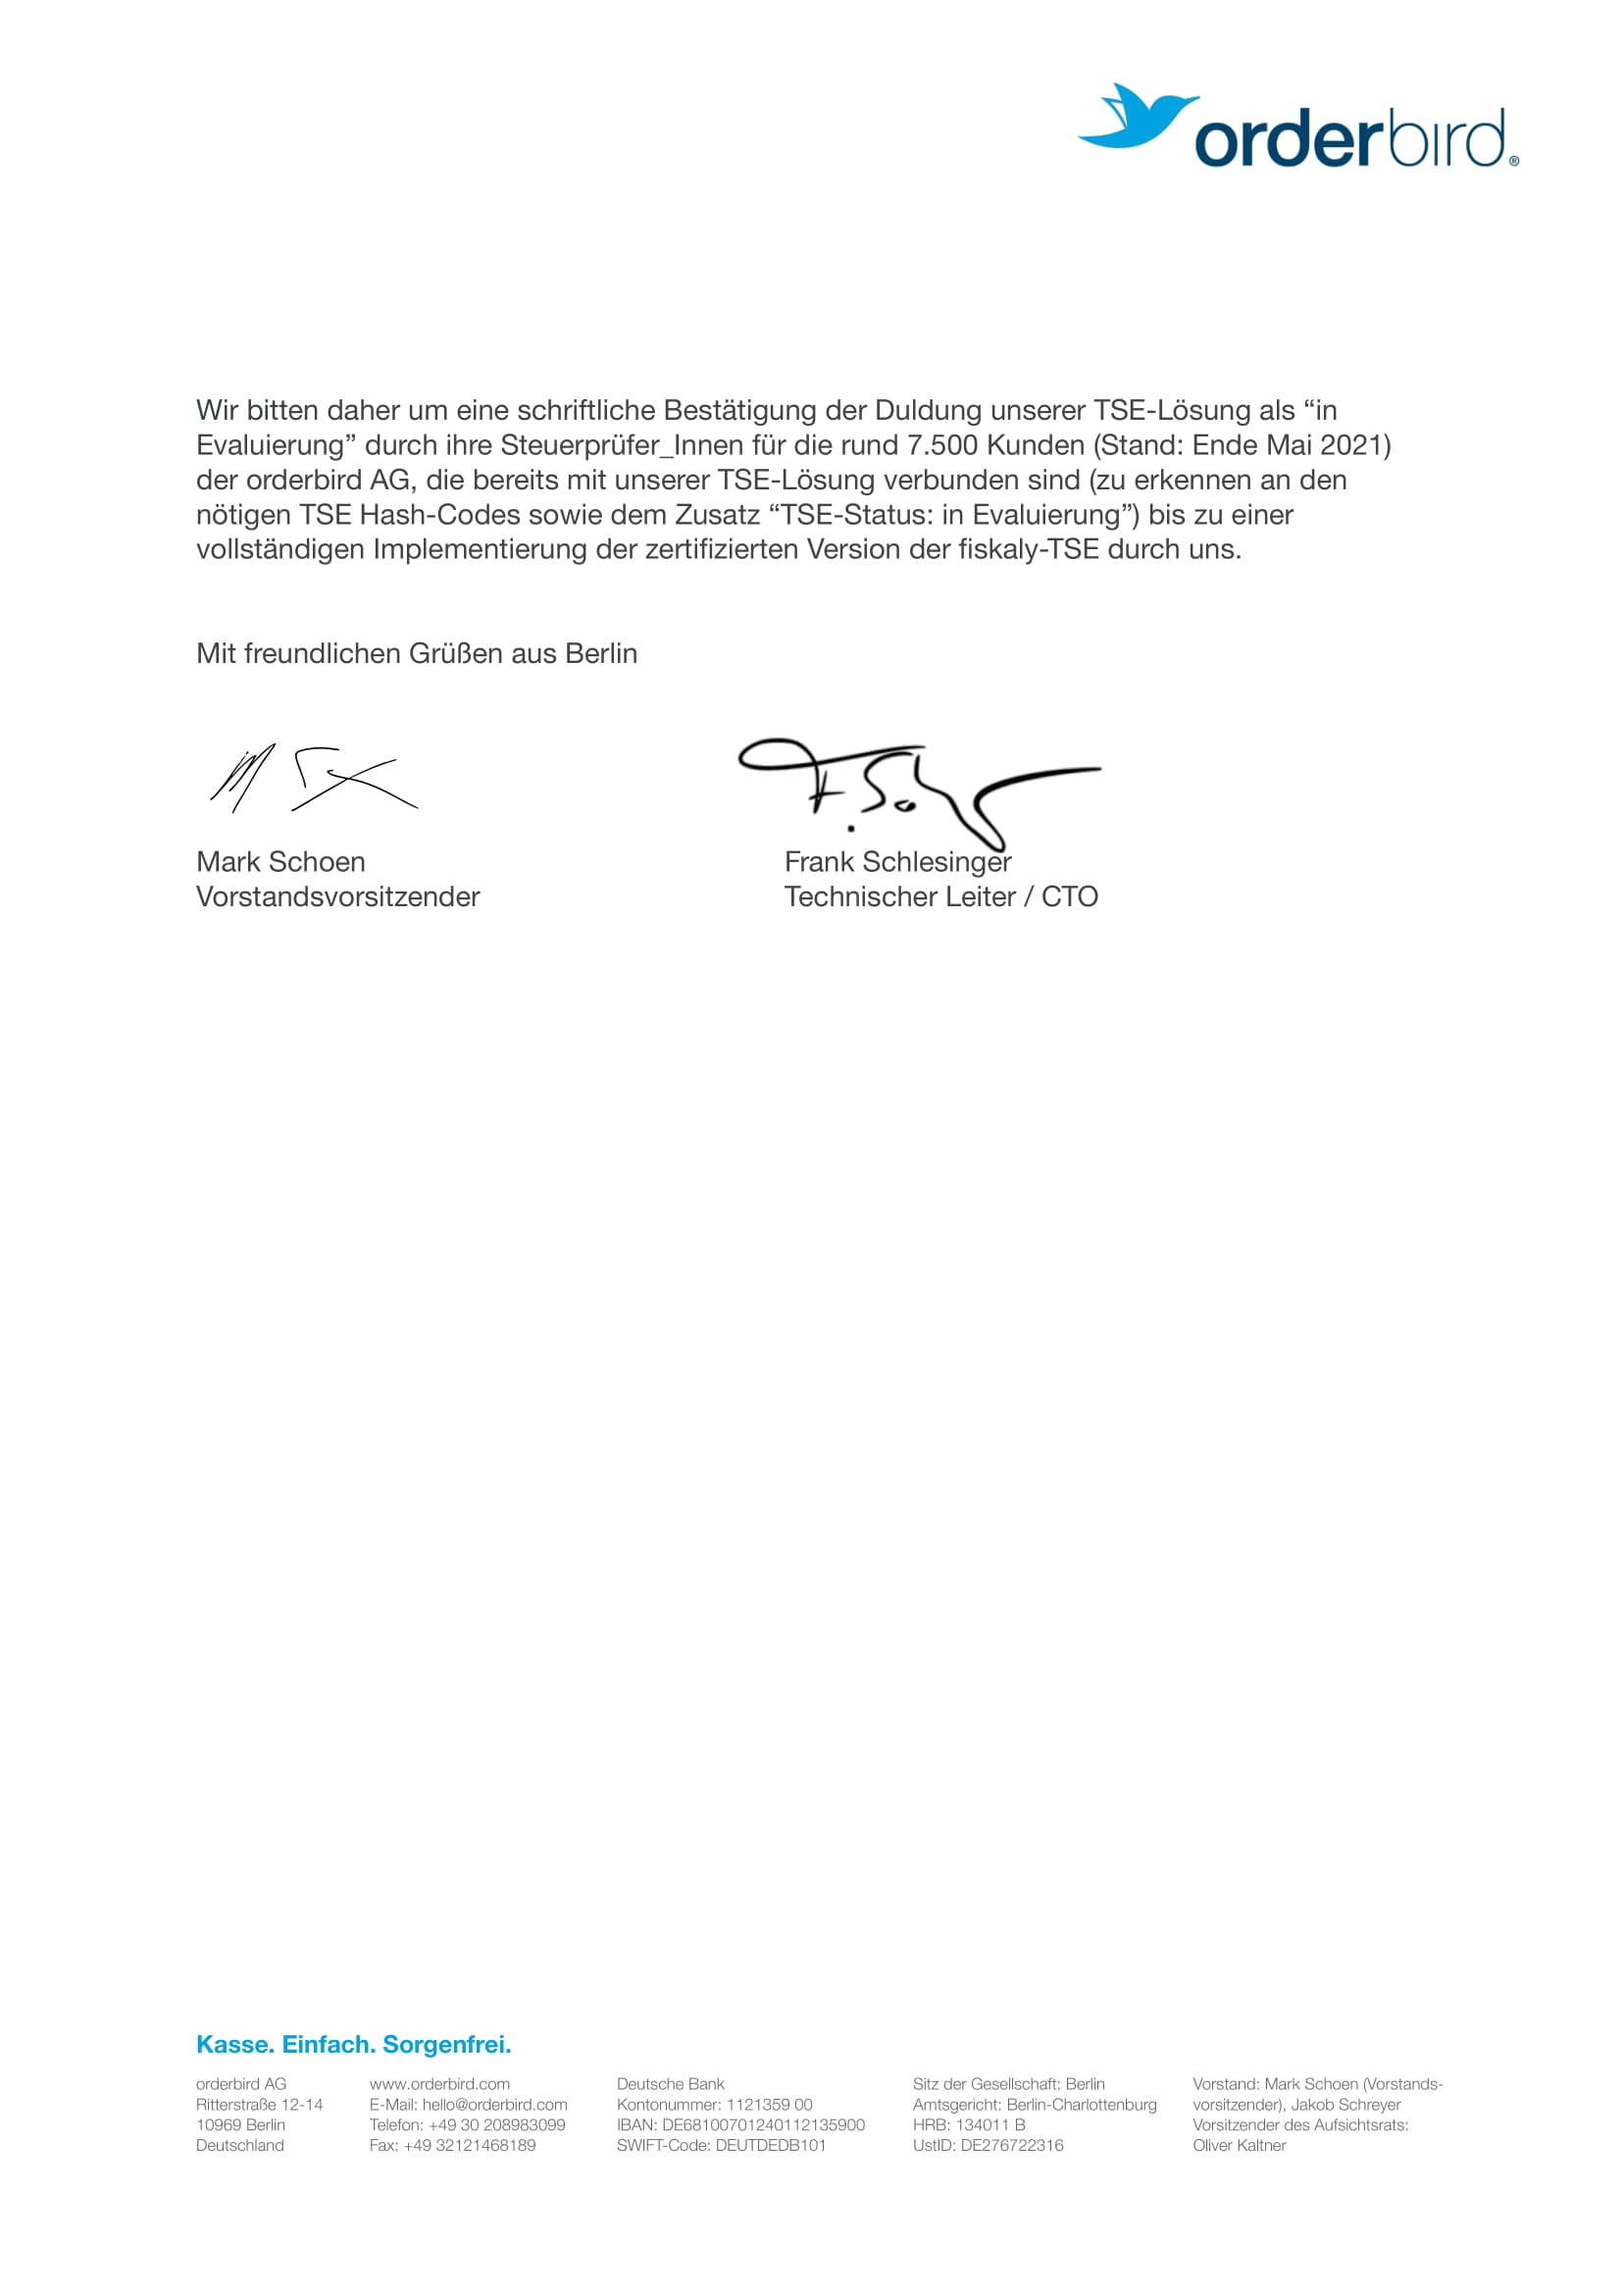 orderbird®
Wir bitten daher um eine schriftliche Bestätigung der Duldung unserer TSE-Lösung als “in
Evaluierung” durch ihre Steuerprüfer_Innen für die rund 7.500 Kunden (Stand: Ende Mai 2021)
der orderbird AG, die bereits mit unserer TSE-Lösung verbunden sind (zu erkennen an den
nötigen TSE Hash-Codes sowie dem Zusatz “TSE-Status: in Evaluierung”) bis zu einer
vollständigen Implementierung der zertifizierten Version der fiskaly-TSE durch uns.
Mit freundlichen Grüßen aus Berlin
Mark Schoen
Vorstandsvorsitzender
Frank Schlesinger
Technischer Leiter / CTO
Kasse. Einfach. Sorgenfrei.
orderbird AG
Ritterstraße 12-14
10969 Berlin
Deutschland
www.orderbird.com
E-Mail: hello@orderbird.com
Telefon: +49 30 208983099
Fax: +49 32121468189
Deutsche Bank
Kontonummer: 1121359 00
IBAN: DE68100701240112135900
SWIFT-Code: DEUTDEDB101
Sitz der Gesellschaft: Berlin
Amtsgericht: Berlin-Charlottenburg
HRB: 134011 B
UstID: DE276722316
Vorstand: Mark Schoen (Vorstands-
vorsitzender), Jakob Schreyer
Vorsitzender des Aufsichtsrats:
Oliver Kaltner